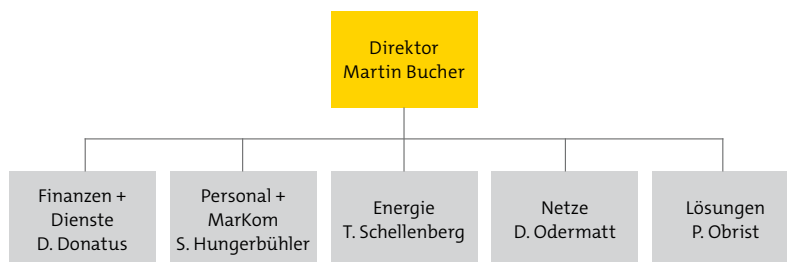 Direktor
Martin Bucher
Finanzen +
Dienste
D. Donatus
Personal +
MarKom
S. Hungerbühler
Energie
T. Schellenberg
Netze
D. Odermatt
Lösungen
P. Obrist